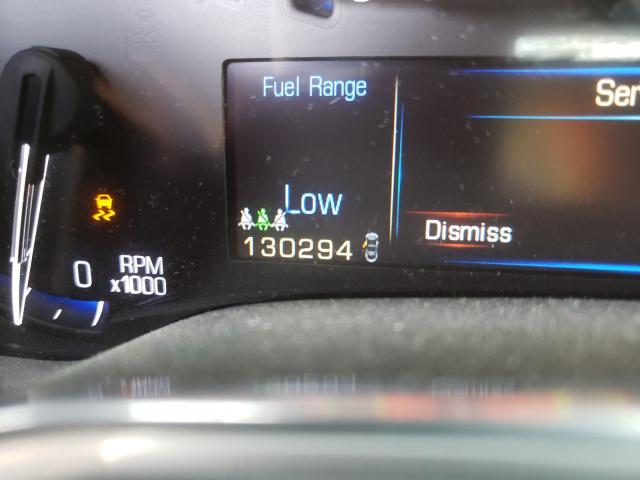 Fuel Range
Low
130294
Dismiss
0
RPM
x1000